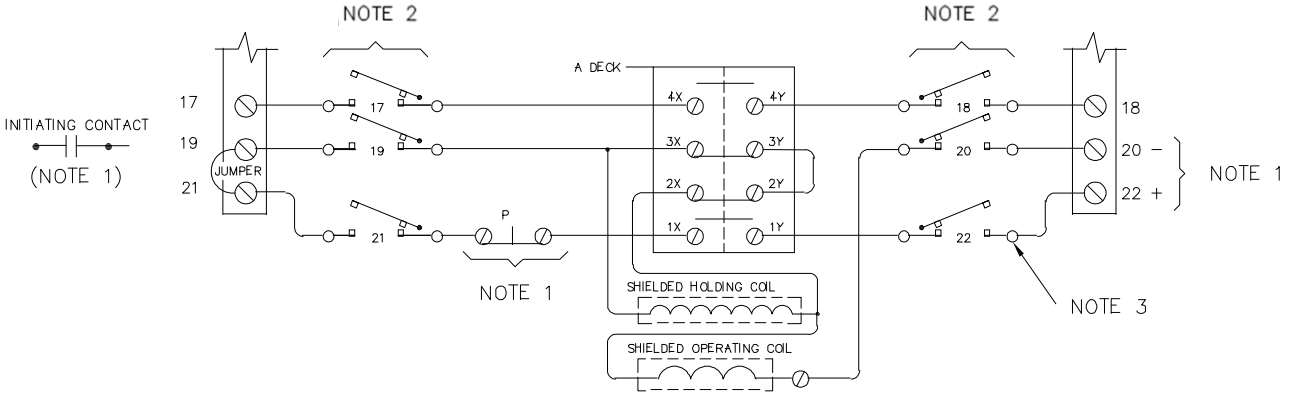 NOTE 2
NOTE 2
A DECK
17
17
4X
4Y
18
18
INITIATING CONTACT
(NOTE 1)
19
19
3X
3Y
20
20 -
JUMPER
21
2X
2Y
22 +
NOTE 1
21
P
1X
1Y
22
NOTE 1
NOTE 3
SHIELDED HOLDING COIL
SHIELDED OPERATING COIL